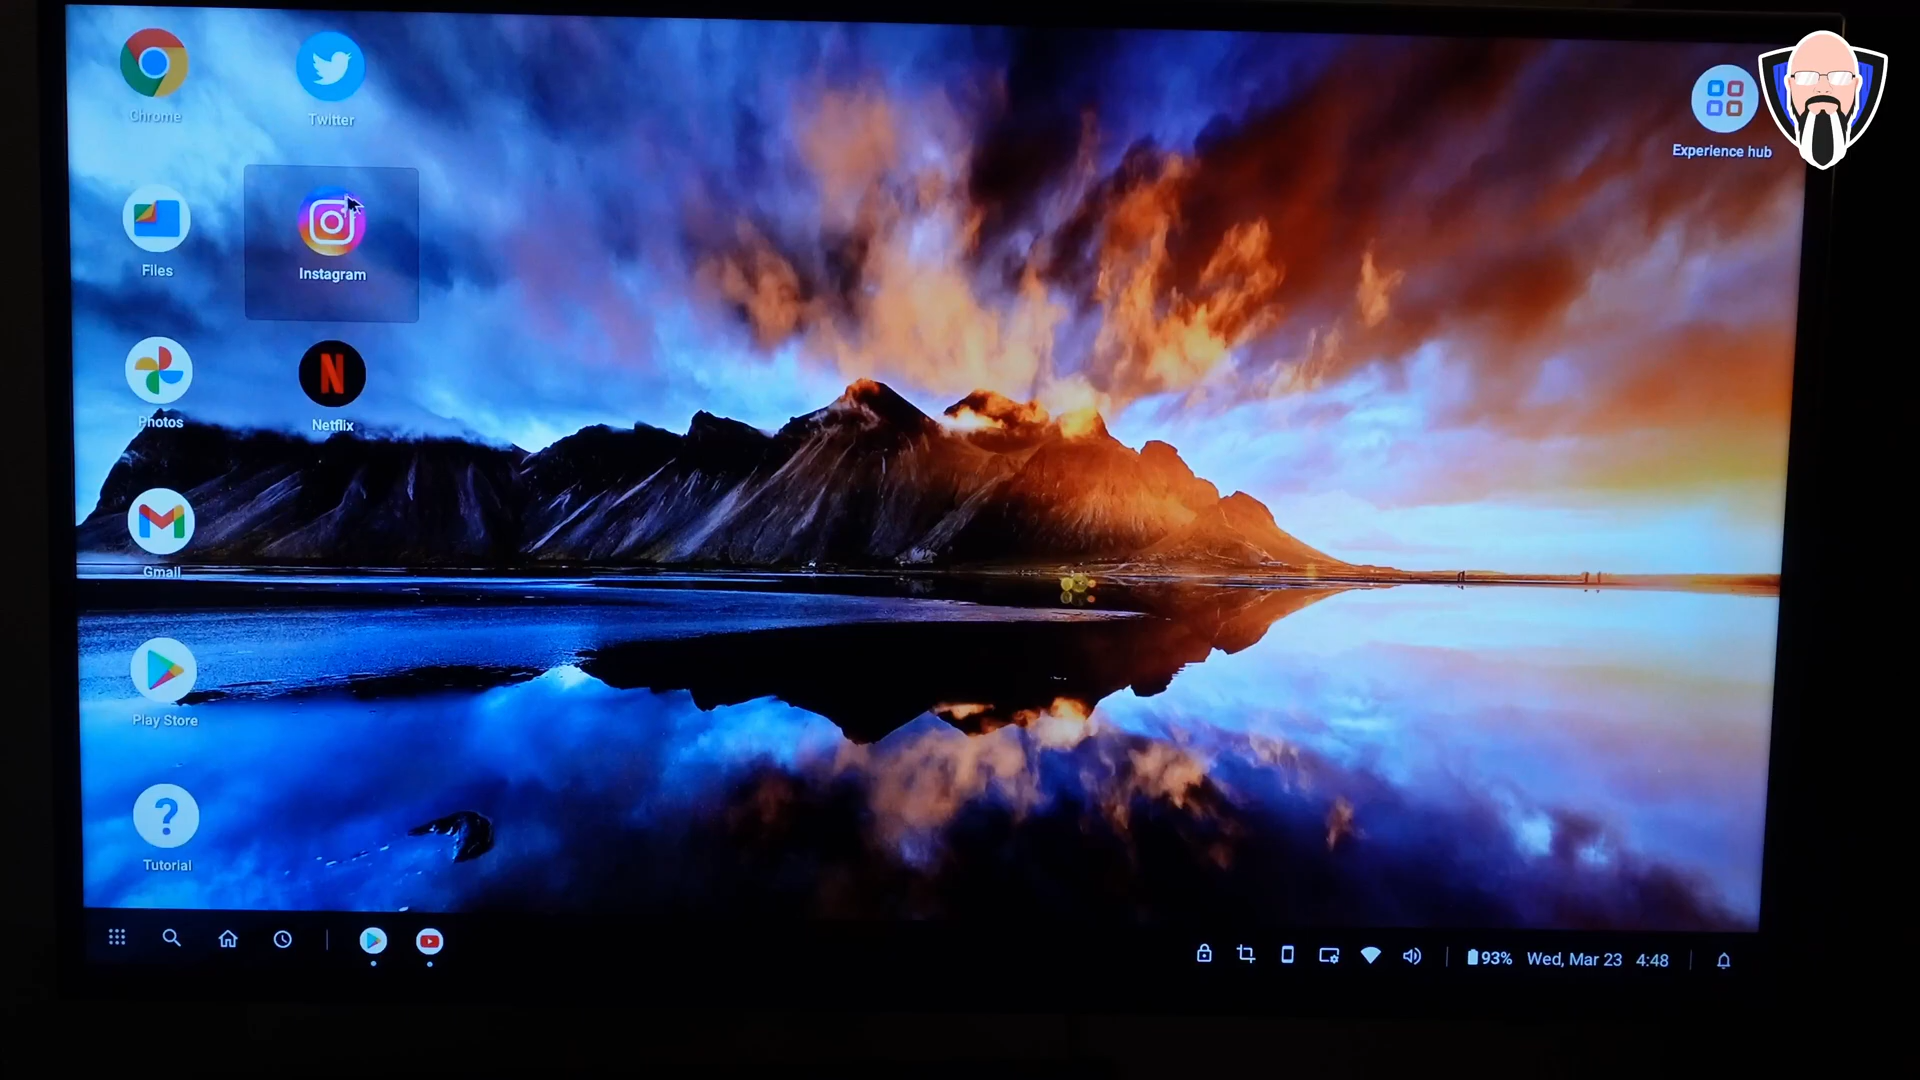 Chrome
Twitter
Experience hub
Files
Instagram
Photos
N
Netflix
Gmail
Play Store
?
Tutorial
93% Wed, Mar 23 4:48